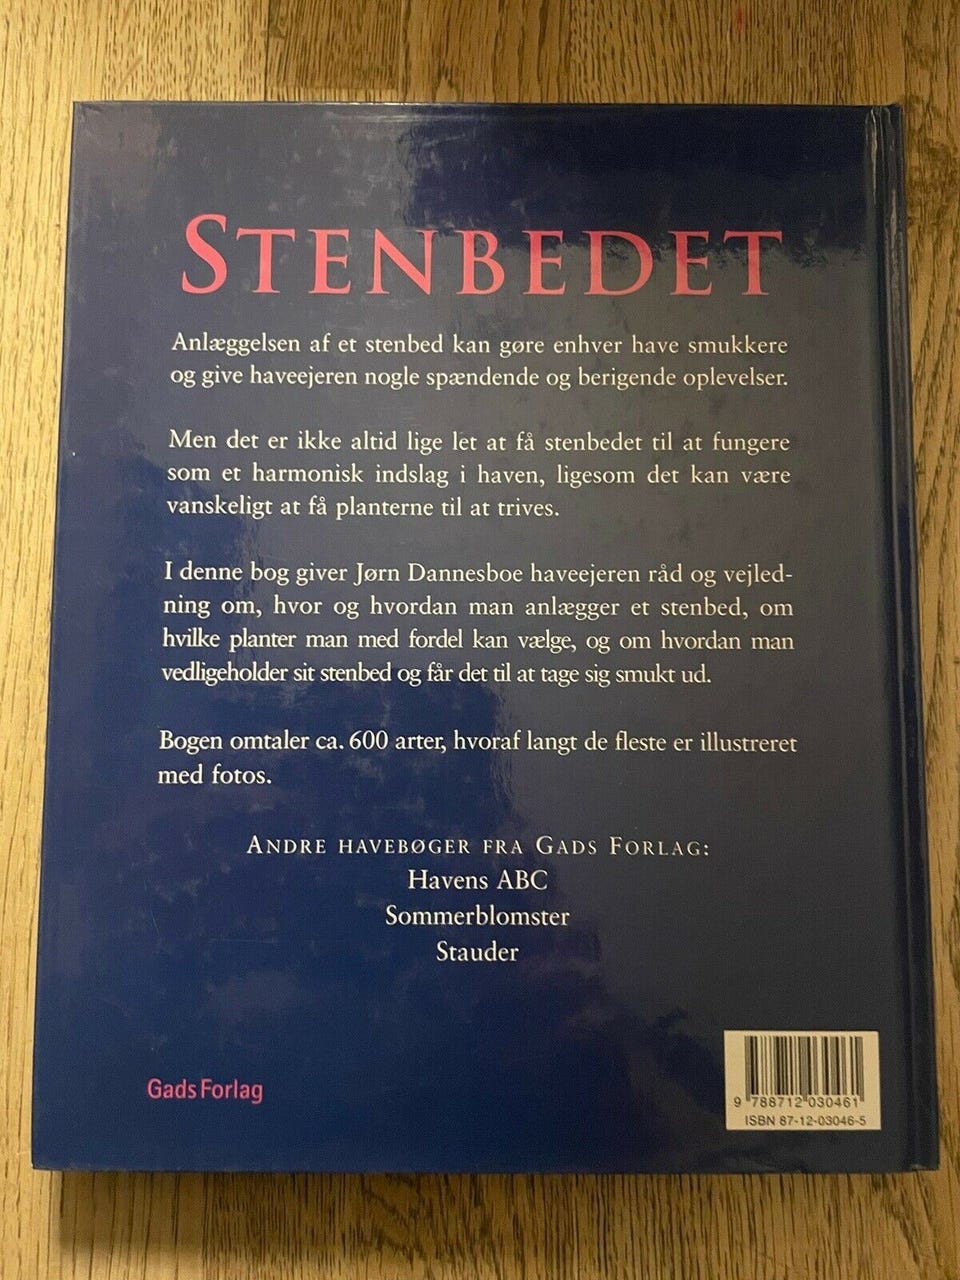 STENBEDET
Anlæggelsen af et stenbed kan gøre enhver have smukkere
og give haveejeren nogle spændende og berigende oplevelser.
Men det er ikke altid lige let at få stenbedet til at fungere
som et harmonisk indslag i haven, ligesom det kan være
vanskeligt at få planterne til at trives.
I denne bog giver Jørn Dannesboe haveejeren råd og vejled-
ning om, hvor og hvordan man anlægger et stenbed, om
hvilke planter man med fordel kan vælge, og om hvordan man
vedligeholder sit stenbed og får det til at tage sig smukt ud.
Bogen omtaler ca. 600 arter, hvoraf langt de fleste er illustreret
med fotos.
ANDRE HAVEBØGER FRA GADS FORLAG:
Havens ABC
Sommerblomster
Stauder
Gads Forlag
9 788712 030461
ISBN 87-12-03046-5